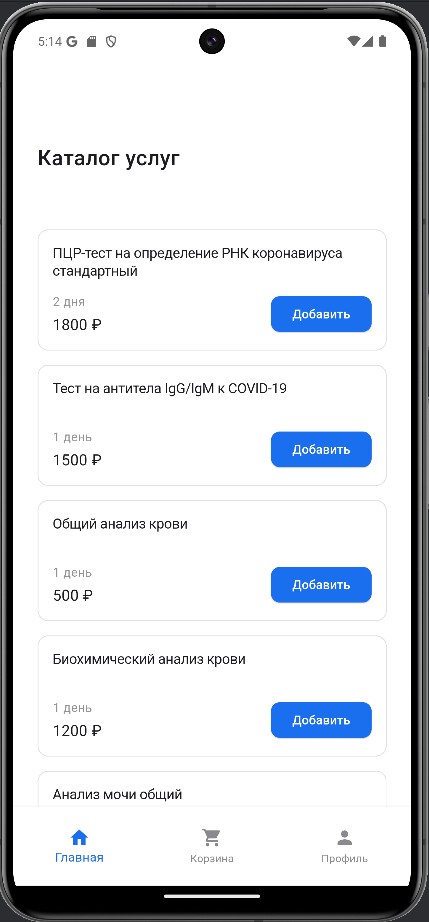 5:14 G
Каталог услуг
ПЦР-тест на определение РНК коронавируса
стандартный
2 дня
1800 ₽
Добавить
Тест на антитела IgG/IgM к COVID-19
1 день
1500 ₽
Добавить
Общий анализ крови
1 день
500 ₽
Добавить
Биохимический анализ крови
1 день
1200 ₽
Добавить
Анализ мочи общий
Главная
Корзина
Профиль